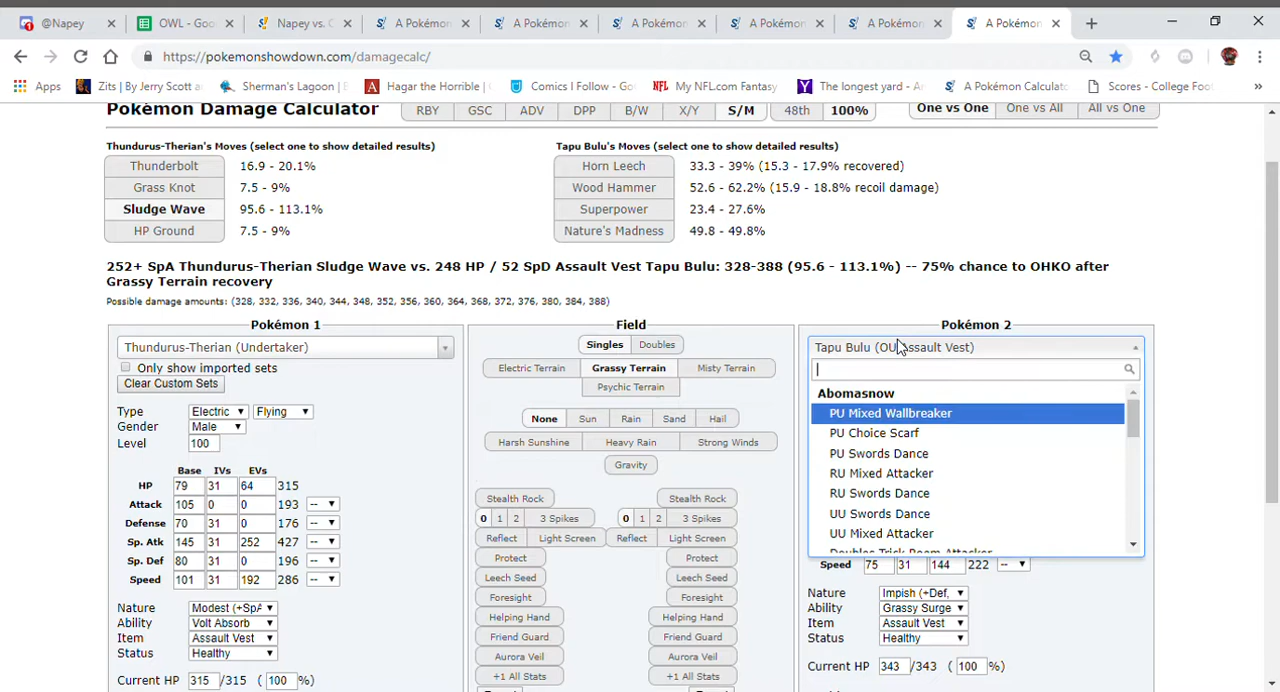 @Napey × OWL - Goo × Napey vs. C × A Pokémon × A Pokémon × A Pokémon × A Pokémon × A Pokémon × A Pokémon × +
https://pokemonshowdown.com/damagecalc/
Apps Zits | By Jerry Scott a Sherman's Lagoon | Hagar the Horrible | Comics I Follow - Go My NFL.com Fantasy The longest yard - A A Pokémon Calculato Scores - College Foo »
Pokémon Damage Calculator RBY GSC ADV DPP B/W X/Y S/M 48th 100% One vs One One vs All All vs One
Thundurus-Therian's Moves (select one to show detailed results) Tapu Bulu's Moves (select one to show detailed results)
Thunderbolt 16.9 - 20.1% Horn Leech 33.3 - 39% (15.3 - 17.9% recovered)
Grass Knot 7.5 - 9% Wood Hammer 52.6 - 62.2% (15.9 - 18.8% recoil damage)
Sludge Wave 95.6 - 113.1% Superpower 23.4 - 27.6%
HP Ground 7.5 - 9% Nature's Madness 49.8 - 49.8%
252+ SpA Thundurus-Therian Sludge Wave vs. 248 HP / 52 SpD Assault Vest Tapu Bulu: 328-388 (95.6 - 113.1%) -- 75% chance to OHKO after
Grassy Terrain recovery
Possible damage amounts: (328, 332, 336, 340, 344, 348, 352, 356, 360, 364, 368, 372, 376, 380, 384, 388)
Pokémon 1 Field Pokémon 2
Thundurus-Therian (Undertaker) Singles Doubles Tapu Bulu (OU Assault Vest)
Only show imported sets Electric Terrain Grassy Terrain Misty Terrain
Clear Custom Sets Psychic Terrain Abomasnow
Type Electric Flying None Sun Rain Sand Hail PU Mixed Wallbreaker
Gender Male PU Choice Scarf
Level 100 Harsh Sunshine Heavy Rain Strong Winds PU Swords Dance
Base IVs EVs Gravity RU Mixed Attacker
HP 79 31 64 315 RU Swords Dance
Attack 105 0 0 193 -- Stealth Rock Stealth Rock UU Swords Dance
Defense 70 31 0 176 -- 0 1 2 3 Spikes 0 1 2 3 Spikes UU Mixed Attacker
Sp. Atk 145 31 252 427 -- Reflect Light Screen Reflect Light Screen Doubles Trick Room Attacker
Sp. Def 80 31 0 196 -- Protect Protect Speed 75 31 144 222 --
Speed 101 31 192 286 -- Leech Seed Leech Seed
Nature Modest (+SpA Foresight Foresight Nature Impish (+Def,
Ability Volt Absorb Helping Hand Helping Hand Ability Grassy Surge
Item Assault Vest Friend Guard Friend Guard Item Assault Vest
Status Healthy Aurora Veil Aurora Veil Status Healthy
Current HP 315 /315 ( 100 %) +1 All Stats +1 All Stats Current HP 343 /343 ( 100 %)